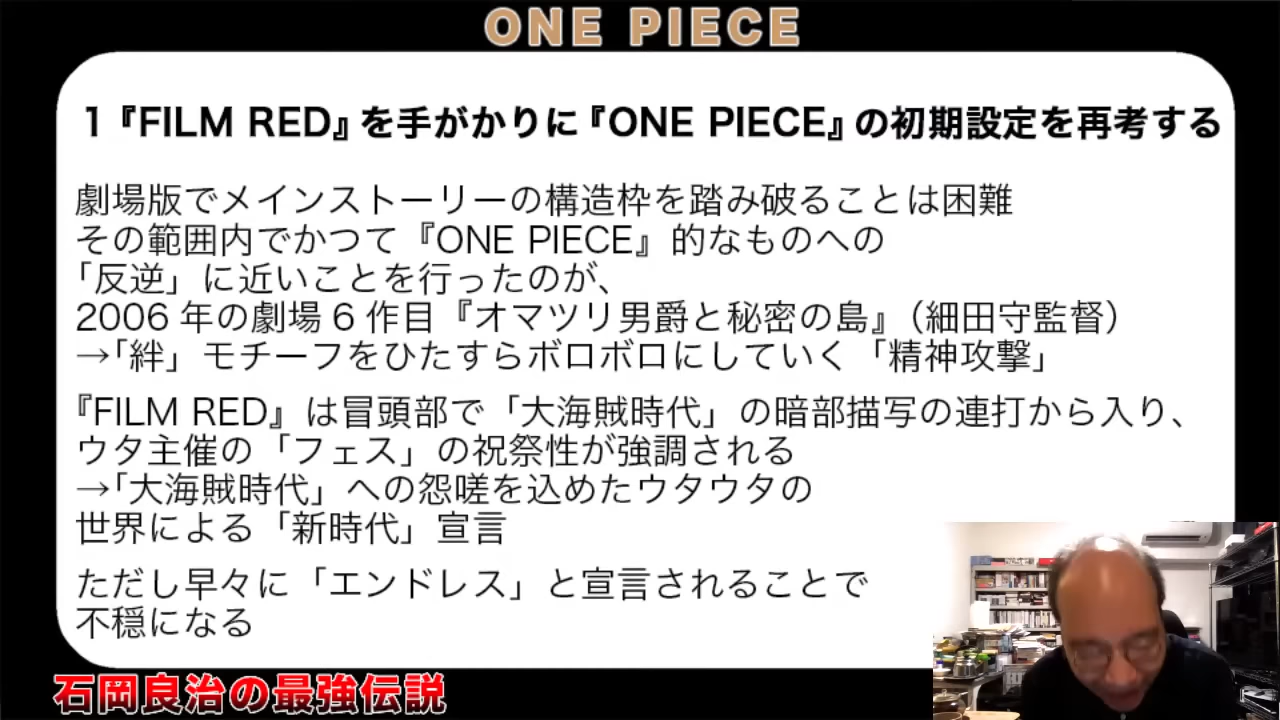 ONE PIECE
1『FILM RED』を手がかりに『ONE PIECE』の初期設定を再考する
劇場版でメインストーリーの構造枠を踏み破ることは困難
その範囲内でかつて『ONE PIECE』的なものへの
「反逆」に近いことを行ったのが、
2006年の劇場6作目『オマツリ男爵と秘密の島』（細田守監督）
→「絆」モチーフをひたすらボロボロにしていく「精神攻撃」
『FILM RED』は冒頭部で「大海賊時代」の暗部描写の連打から入り、
ウタ主催の「フェス」の祝祭性が強調される
→「大海賊時代」への怨嗟を込めたウタウタの
世界による「新時代」宣言
ただし早々に「エンドレス」と宣言されることで
不穏になる
石岡良治の最強伝説